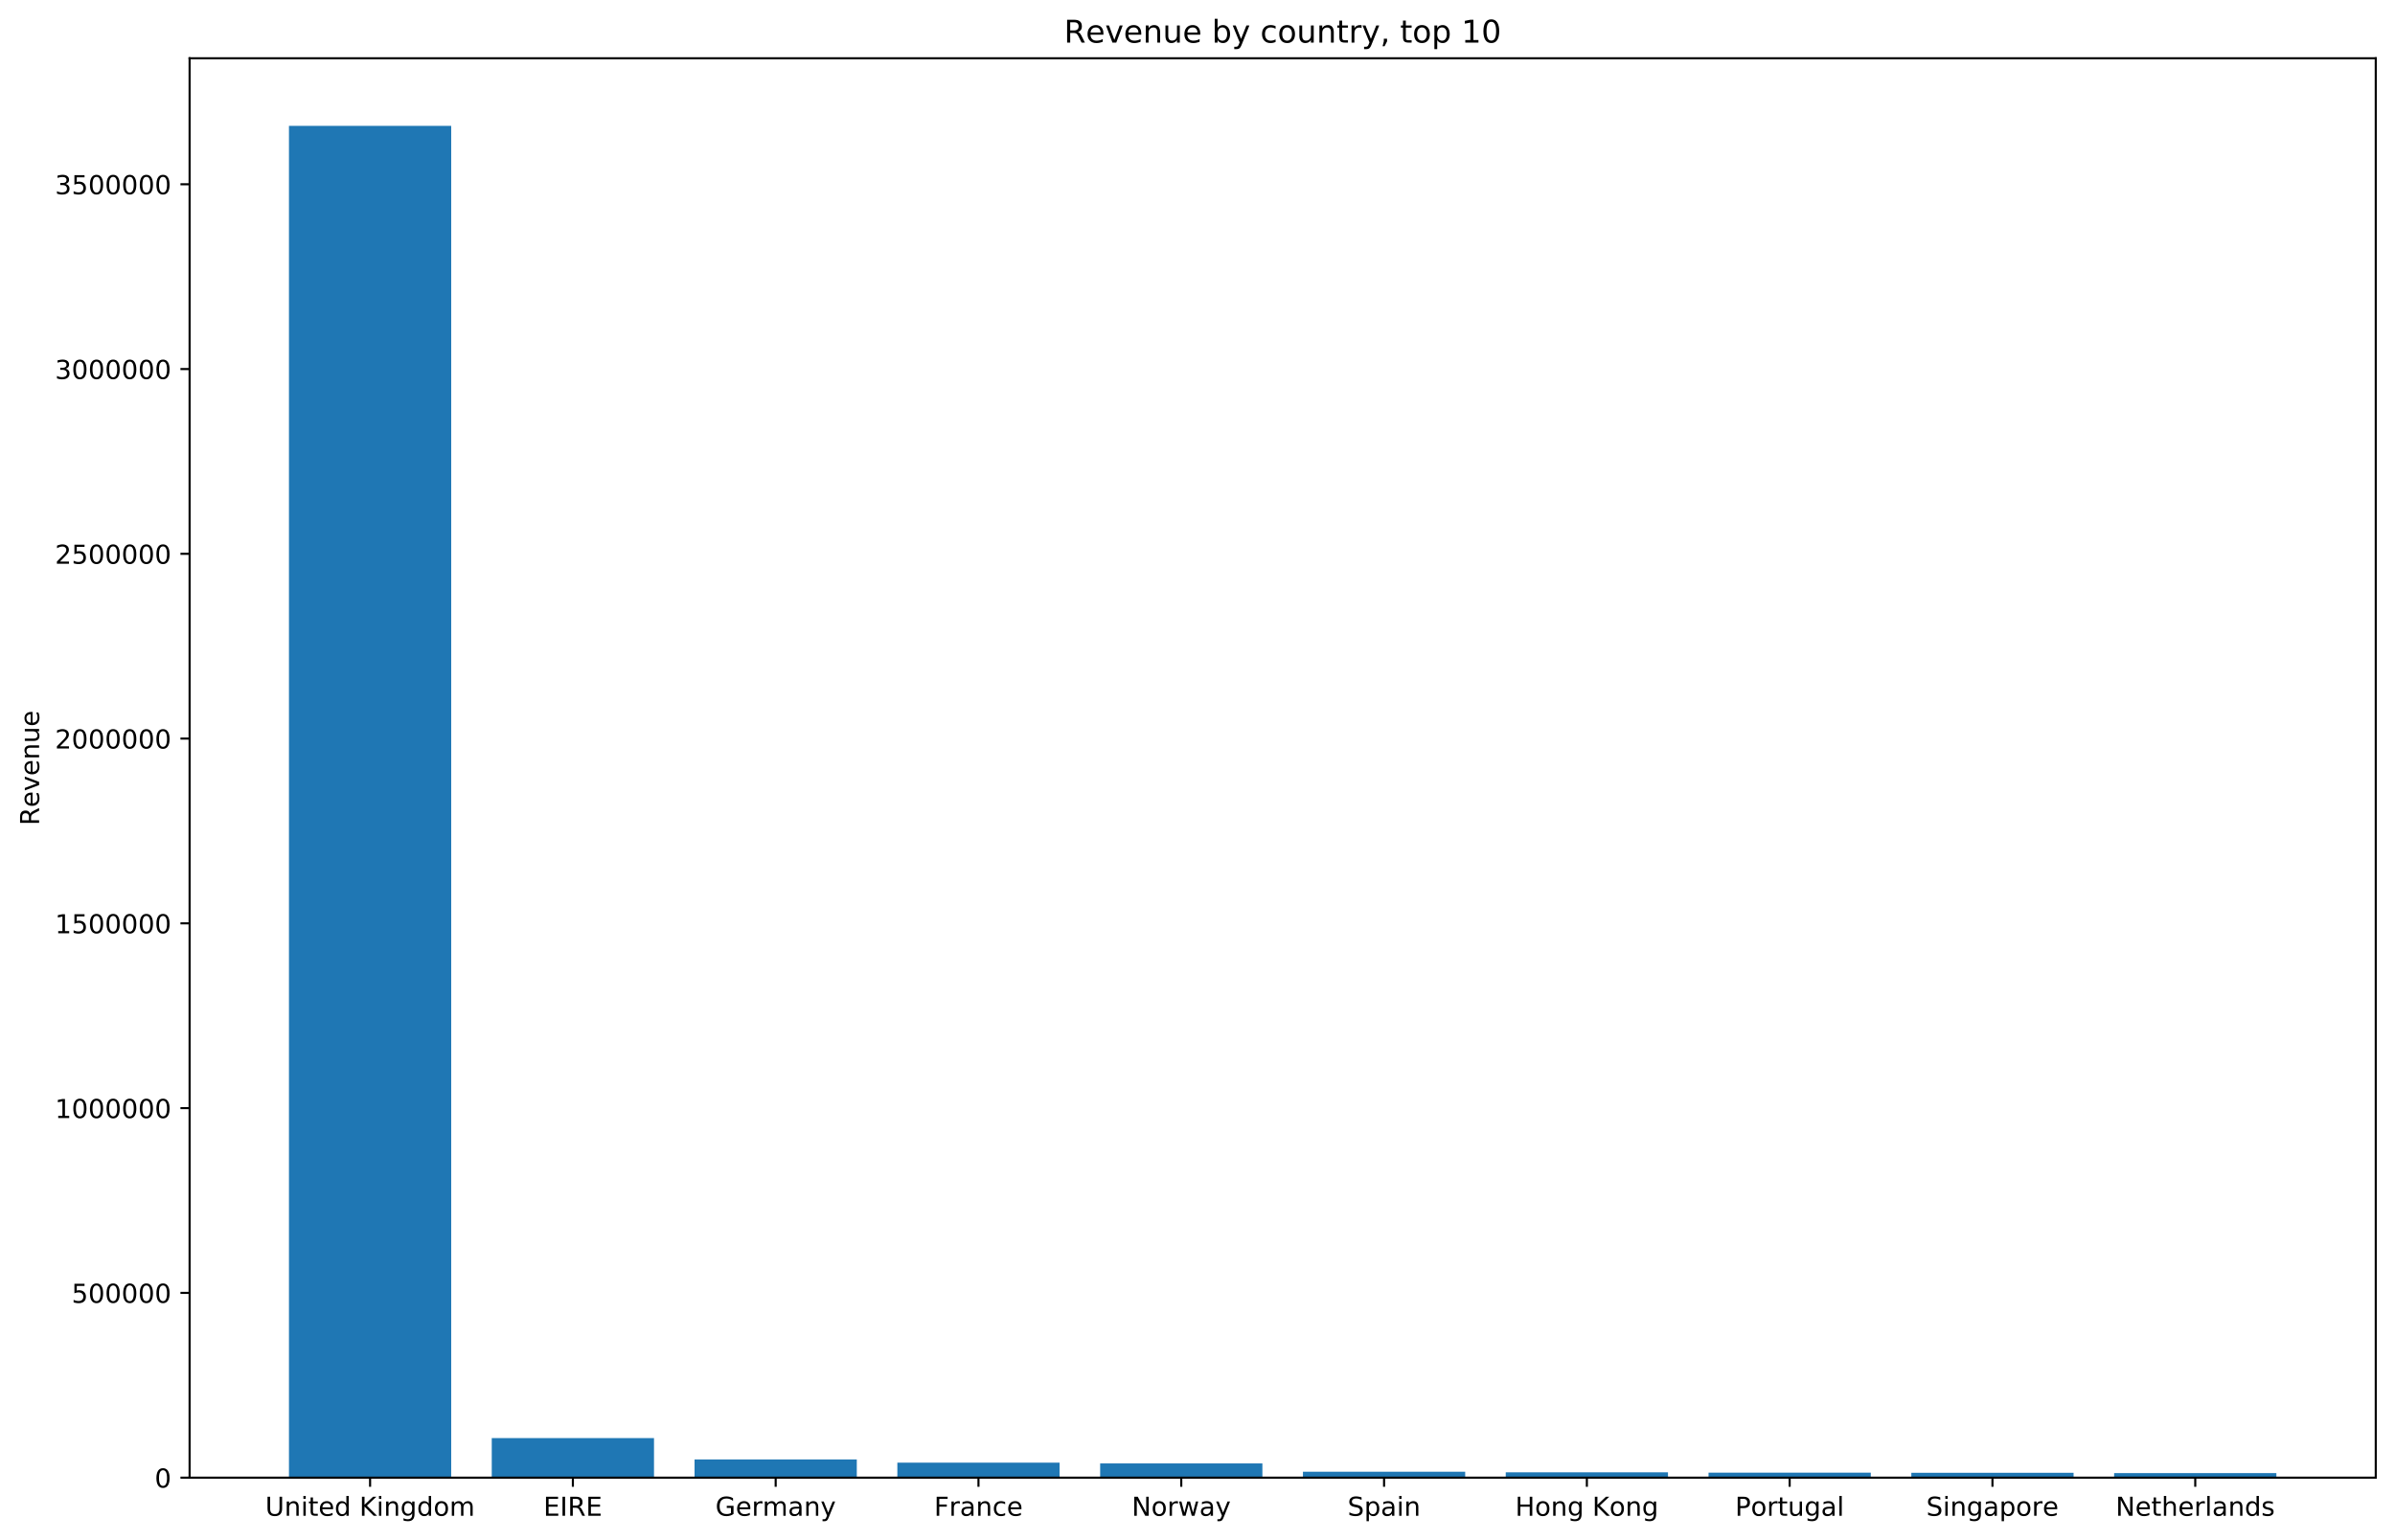 Revenue by country, top 10
Revenue
3500000
3000000
2500000
2000000
1500000
1000000
500000
0
United Kingdom EIRE Germany France Norway Spain Hong Kong Portugal Singapore Netherlands